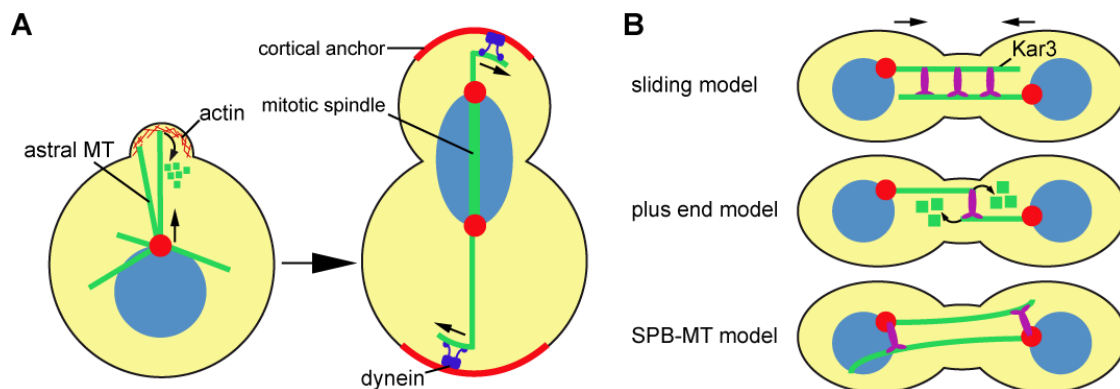 A
cortical anchor
mitotic spindle
actin
astral MT
dynein
B
Kar3
sliding model
plus end model
SPB-MT model